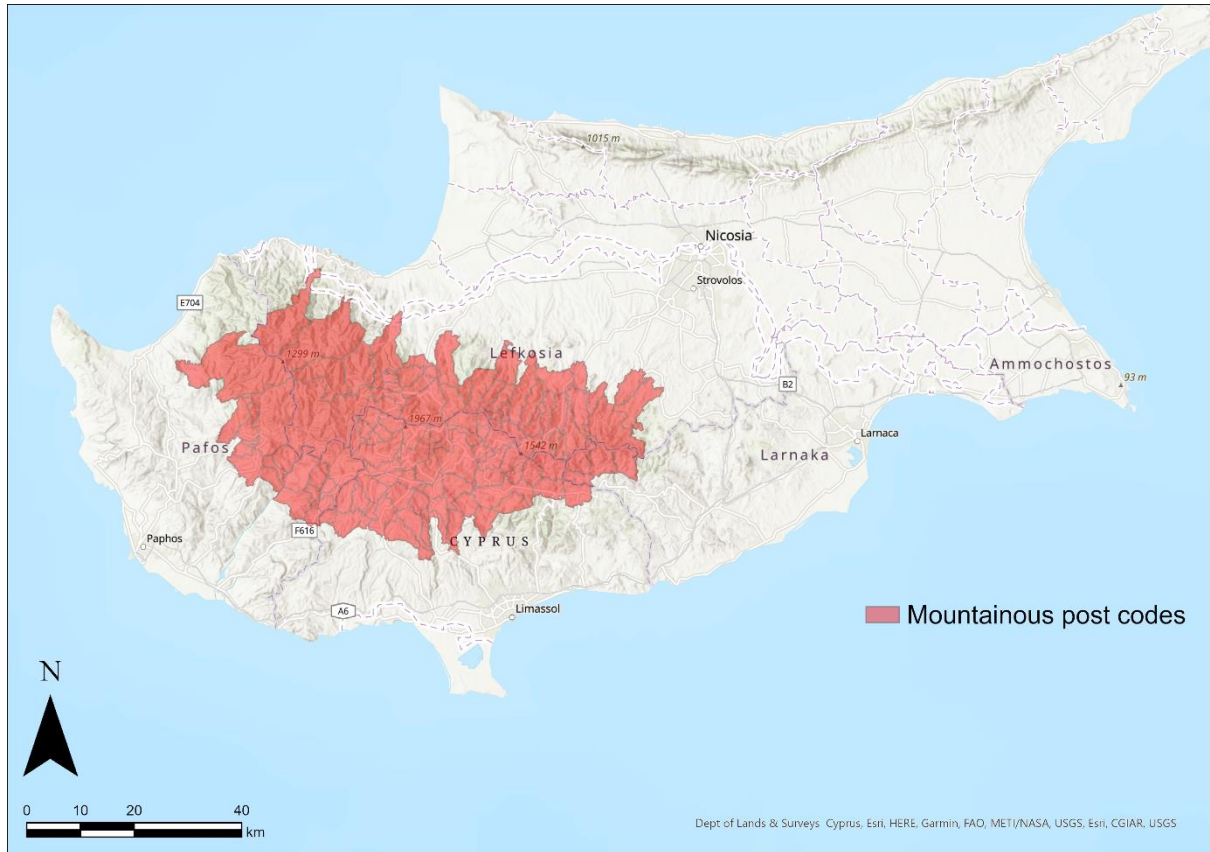 1015 m
Nicosia
Strovolos
E704
Lefkosia
1299 m
B2
Ammochostos
93 m
1967 m
Pafos
1542 m
Larnaca
Larnaka
F616
Paphos
CYPRUS
A6
Limassol
Mountainous post codes
N
0 10 20 40
km
Dept of Lands & Surveys Cyprus, Esri, HERE, Garmin, FAO, METI/NASA, USGS, Esri, CGIAR, USGS